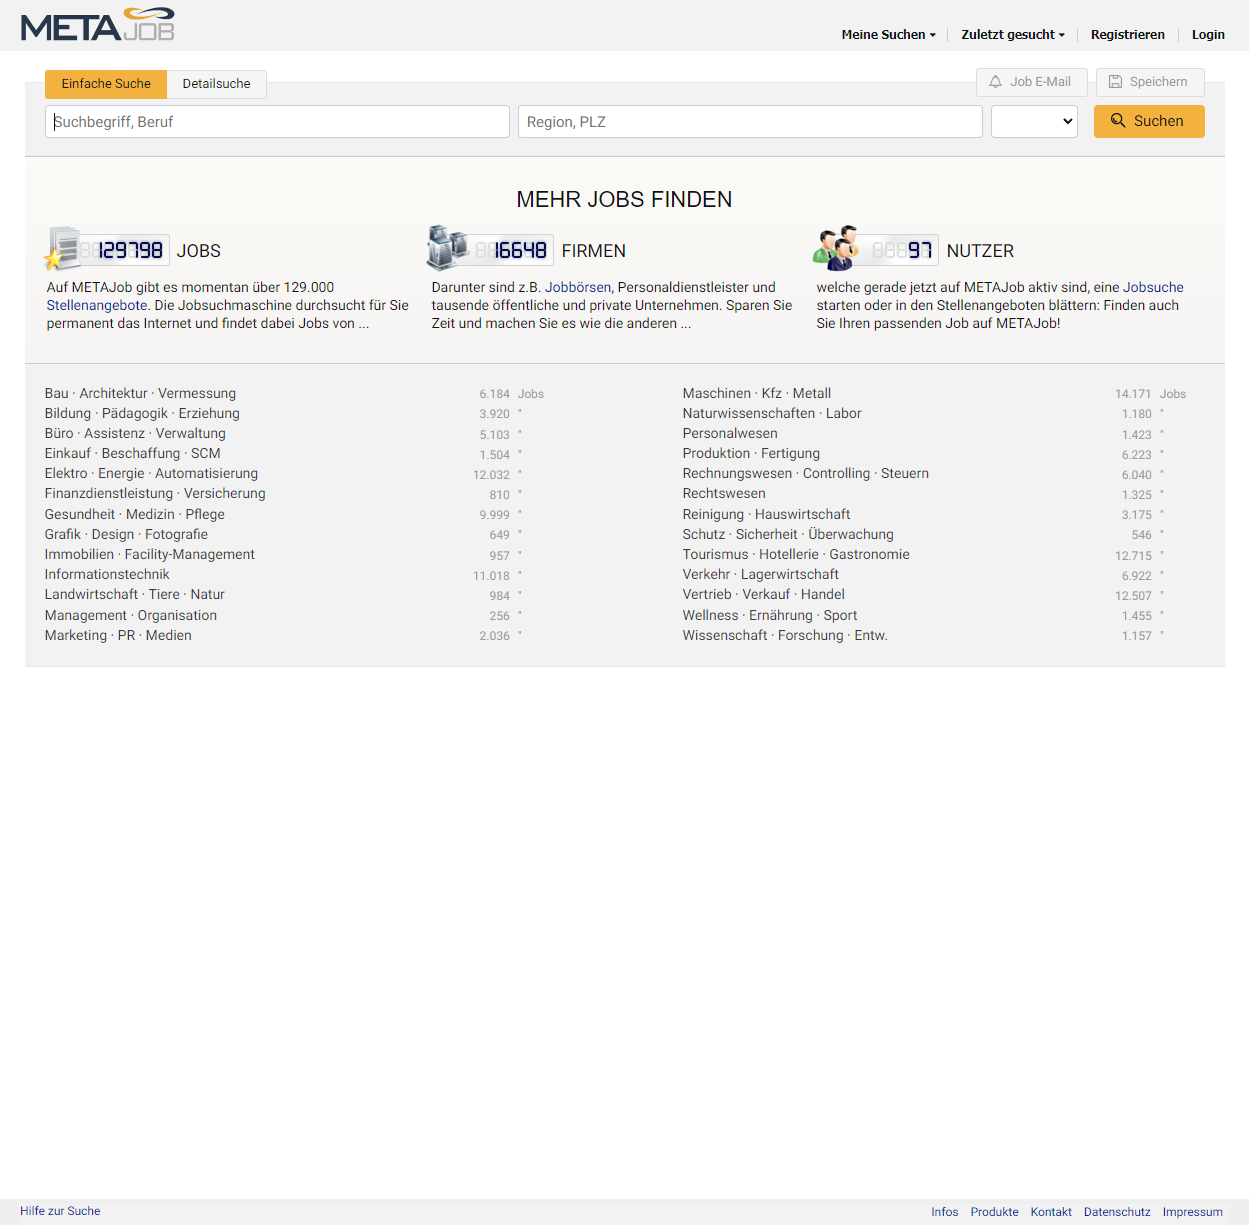 METAJOB
Meine Suchen
Zuletzt gesucht
Registrieren
Login
Einfache Suche
Detailsuche
Job E-Mail
Speichern
Suchbegriff, Beruf
Region, PLZ
Suchen
MEHR JOBS FINDEN
129798 JOBS
Auf METAJob gibt es momentan über 129.000
Stellenangebote. Die Jobsuchmaschine durchsucht für Sie
permanent das Internet und findet dabei Jobs von ...
16648 FIRMEN
Darunter sind z.B. Jobbörsen, Personaldienstleister und
tausende öffentliche und private Unternehmen. Sparen Sie
Zeit und machen Sie es wie die anderen ...
97 NUTZER
welche gerade jetzt auf METAJob aktiv sind, eine Jobsuche
starten oder in den Stellenangeboten blättern: Finden auch
Sie Ihren passenden Job auf METAJob!
Bau · Architektur · Vermessung 6.184 Jobs
Bildung · Pädagogik · Erziehung 3.920 "
Büro · Assistenz · Verwaltung 5.103 "
Einkauf · Beschaffung · SCM 1.504 "
Elektro · Energie · Automatisierung 12.032 "
Finanzdienstleistung · Versicherung 810 "
Gesundheit · Medizin · Pflege 9.999 "
Grafik · Design · Fotografie 649 "
Immobilien · Facility-Management 957 "
Informationstechnik 11.018 "
Landwirtschaft · Tiere · Natur 984 "
Management · Organisation 256 "
Marketing · PR · Medien 2.036 "
Maschinen · Kfz · Metall 14.171 Jobs
Naturwissenschaften · Labor 1.180 "
Personalwesen 1.423 "
Produktion · Fertigung 6.223 "
Rechnungswesen · Controlling · Steuern 6.040 "
Rechtswesen 1.325 "
Reinigung · Hauswirtschaft 3.175 "
Schutz · Sicherheit · Überwachung 546 "
Tourismus · Hotellerie · Gastronomie 12.715 "
Verkehr · Lagerwirtschaft 6.922 "
Vertrieb · Verkauf · Handel 12.507 "
Wellness · Ernährung · Sport 1.455 "
Wissenschaft · Forschung · Entw. 1.157 "
Hilfe zur Suche
Infos
Produkte
Kontakt
Datenschutz
Impressum